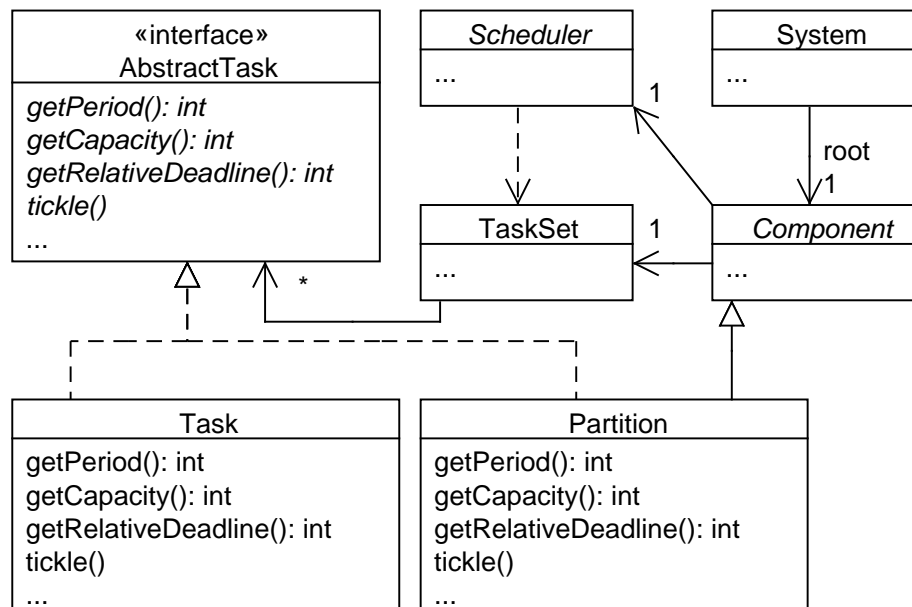 «interface»
AbstractTask
getPeriod(): int
getCapacity(): int
getRelativeDeadline(): int
tickle()
...
Scheduler
...
System
...
1
root
1
TaskSet
...
1
Component
...
*
Task
getPeriod(): int
getCapacity(): int
getRelativeDeadline(): int
tickle()
...
Partition
getPeriod(): int
getCapacity(): int
getRelativeDeadline(): int
tickle()
...